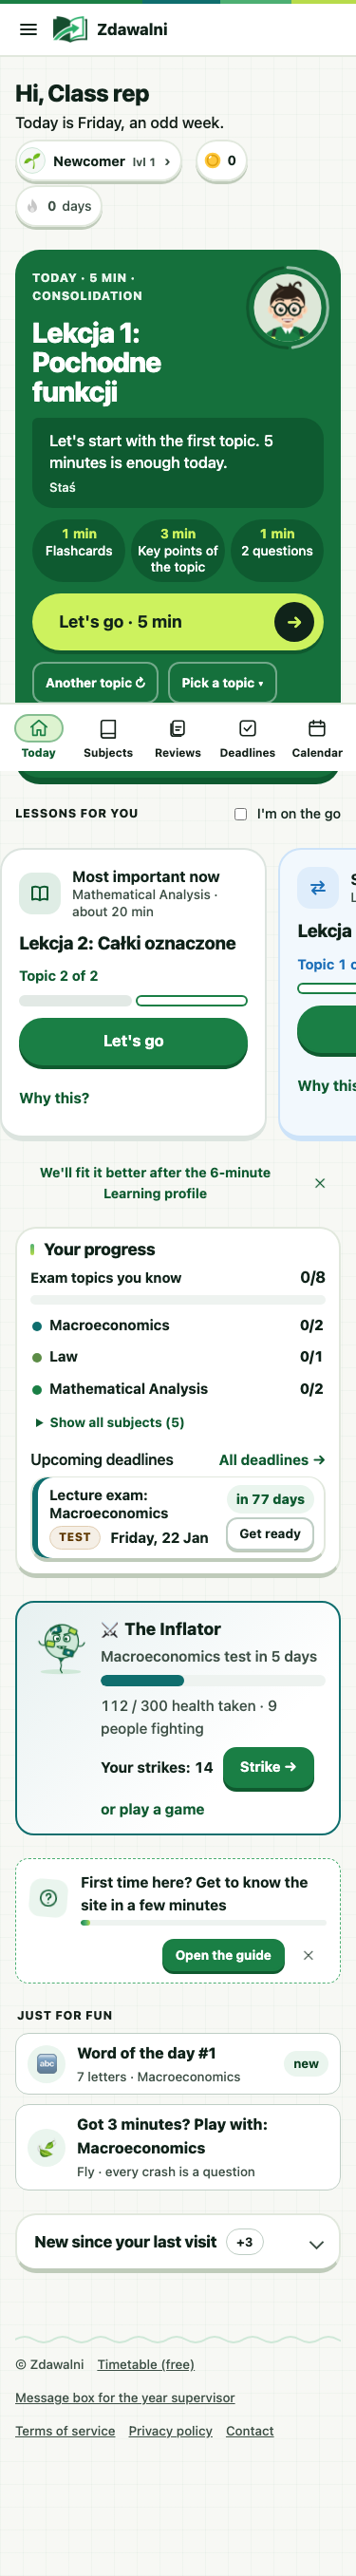 Zdawalni
Hi, Class rep
Today is Friday, an odd week.
Newcomer lvl 1 ›
0
0 days
TODAY · 5 MIN ·
CONSOLIDATION
Lekcja 1:
Pochodne
funkcji
Let's start with the first topic. 5
minutes is enough today.
Staś
1 min
Flashcards
3 min
Key points of
the topic
1 min
2 questions
Let's go · 5 min →
Another topic ↻
Pick a topic ▾
Today
Subjects
Reviews
Deadlines
Calendar
LESSONS FOR YOU
I'm on the go
Most important now
Mathematical Analysis ·
about 20 min
Lekcja 2: Całki oznaczone
Topic 2 of 2
Let's go
Why this?
Lekcja
Topic 1
Why this
We'll fit it better after the 6-minute
Learning profile
×
Your progress
Exam topics you know 0/8
Macroeconomics 0/2
Law 0/1
Mathematical Analysis 0/2
▶ Show all subjects (5)
Upcoming deadlines
All deadlines →
Lecture exam:
Macroeconomics
in 77 days
TEST Friday, 22 Jan
Get ready
⚔ The Inflator
Macroeconomics test in 5 days
112 / 300 health taken · 9
people fighting
Your strikes: 14
Strike →
or play a game
First time here? Get to know the
site in a few minutes
Open the guide
×
JUST FOR FUN
abc
Word of the day #1
7 letters · Macroeconomics
new
Got 3 minutes? Play with:
Macroeconomics
Fly · every crash is a question
New since your last visit +3
© Zdawalni Timetable (free)
Message box for the year supervisor
Terms of service Privacy policy Contact